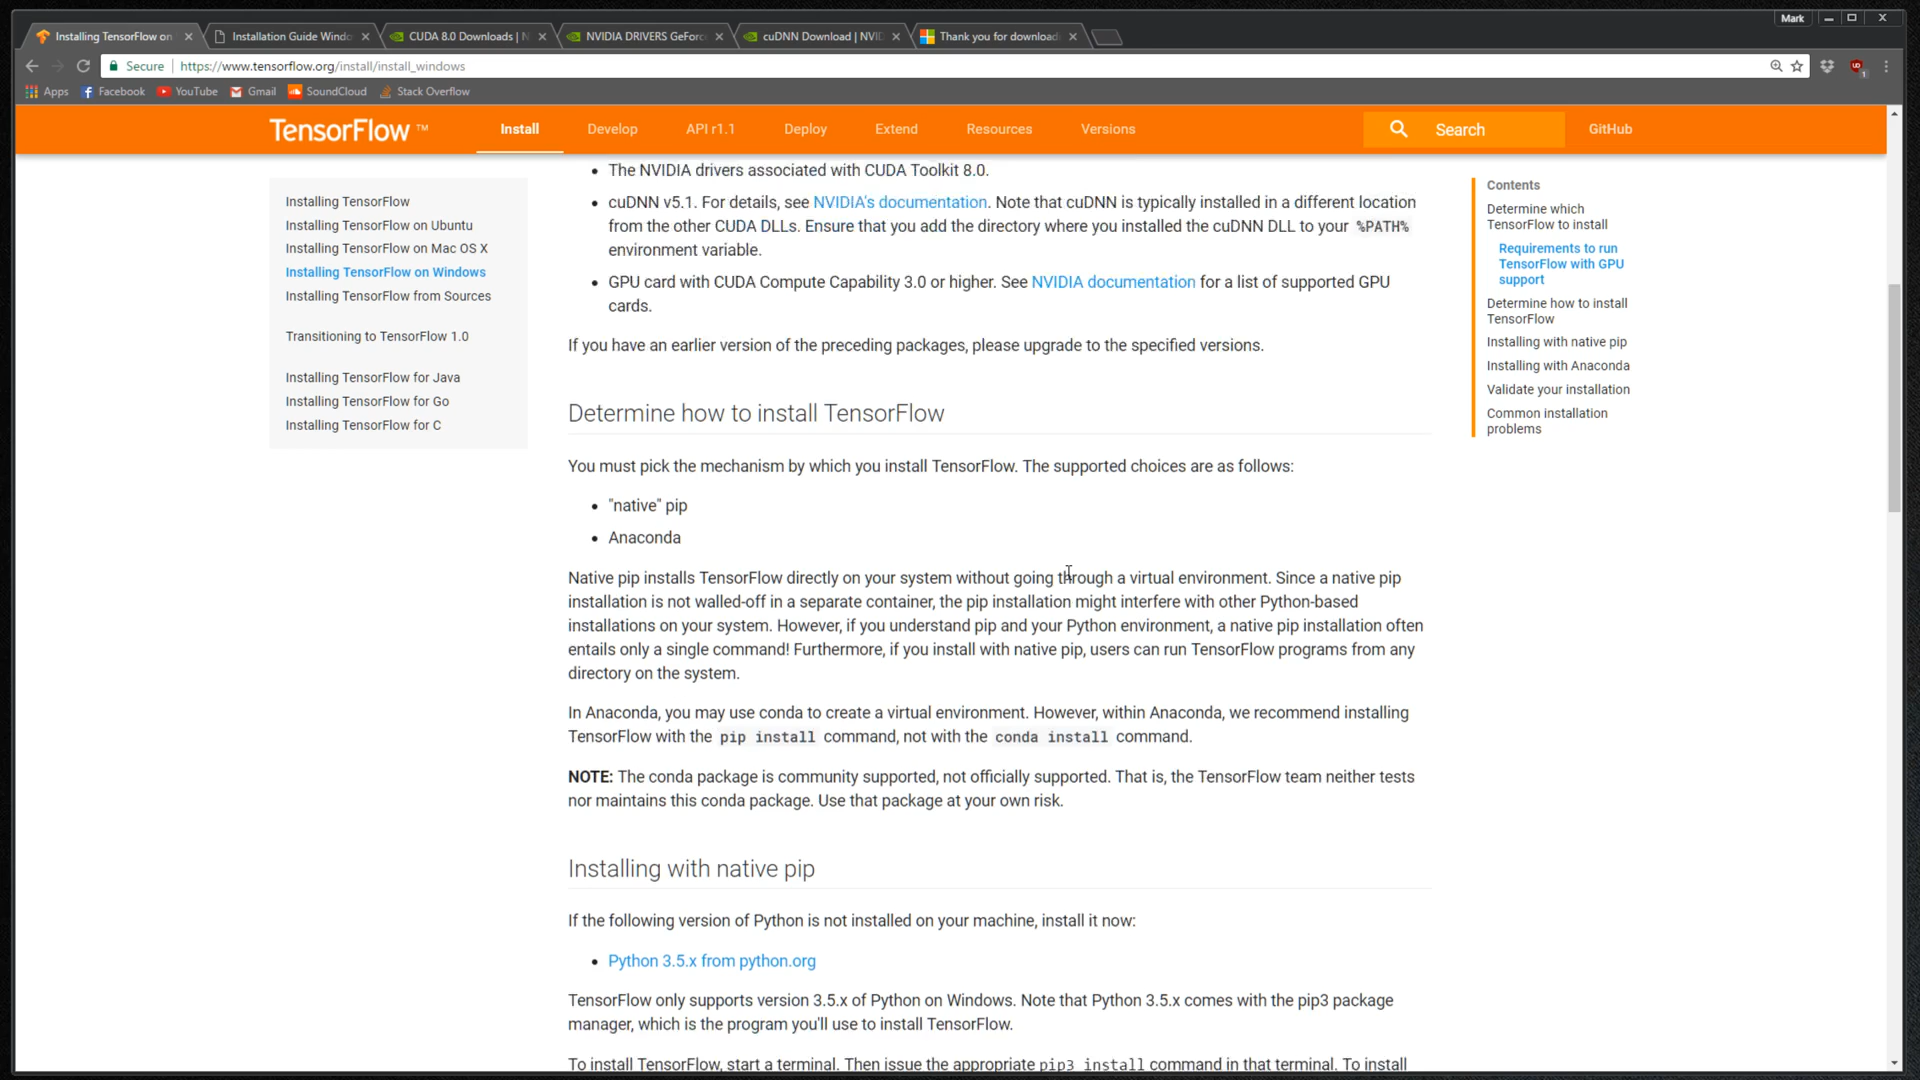 Mark
Installing TensorFlow on
Installation Guide Windo
CUDA 8.0 Downloads | N
NVIDIA DRIVERS GeForc
cuDNN Download | NVID
Thank you for download
Secure
https://www.tensorflow.org/install/install_windows
Apps
Facebook
YouTube
Gmail
SoundCloud
Stack Overflow
TensorFlow ™
Install
Develop
API r1.1
Deploy
Extend
Resources
Versions
Search
GitHub
Installing TensorFlow
Installing TensorFlow on Ubuntu
Installing TensorFlow on Mac OS X
Installing TensorFlow on Windows
Installing TensorFlow from Sources
Transitioning to TensorFlow 1.0
Installing TensorFlow for Java
Installing TensorFlow for Go
Installing TensorFlow for C
• The NVIDIA drivers associated with CUDA Toolkit 8.0.
• cuDNN v5.1. For details, see NVIDIA's documentation. Note that cuDNN is typically installed in a different location
from the other CUDA DLLs. Ensure that you add the directory where you installed the cuDNN DLL to your %PATH%
environment variable.
• GPU card with CUDA Compute Capability 3.0 or higher. See NVIDIA documentation for a list of supported GPU
cards.
If you have an earlier version of the preceding packages, please upgrade to the specified versions.
Determine how to install TensorFlow
You must pick the mechanism by which you install TensorFlow. The supported choices are as follows:
• "native" pip
• Anaconda
Native pip installs TensorFlow directly on your system without going through a virtual environment. Since a native pip
installation is not walled-off in a separate container, the pip installation might interfere with other Python-based
installations on your system. However, if you understand pip and your Python environment, a native pip installation often
entails only a single command! Furthermore, if you install with native pip, users can run TensorFlow programs from any
directory on the system.
In Anaconda, you may use conda to create a virtual environment. However, within Anaconda, we recommend installing
TensorFlow with the pip install command, not with the conda install command.
NOTE: The conda package is community supported, not officially supported. That is, the TensorFlow team neither tests
nor maintains this conda package. Use that package at your own risk.
Installing with native pip
If the following version of Python is not installed on your machine, install it now:
• Python 3.5.x from python.org
TensorFlow only supports version 3.5.x of Python on Windows. Note that Python 3.5.x comes with the pip3 package
manager, which is the program you'll use to install TensorFlow.
To install TensorFlow, start a terminal. Then issue the appropriate pip3 install command in that terminal. To install
Contents
Determine which
TensorFlow to install
Requirements to run
TensorFlow with GPU
support
Determine how to install
TensorFlow
Installing with native pip
Installing with Anaconda
Validate your installation
Common installation
problems